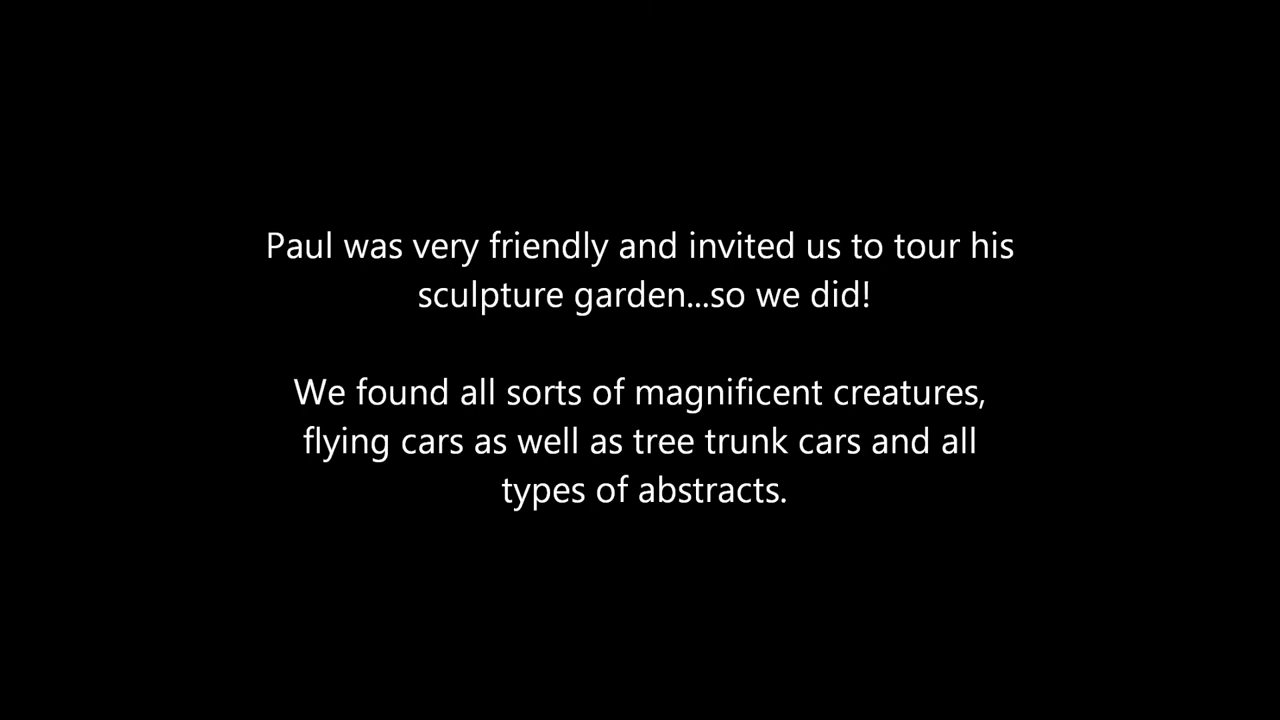 Paul was very friendly and invited us to tour his
sculpture garden...so we did!
We found all sorts of magnificent creatures,
flying cars as well as tree trunk cars and all
types of abstracts.